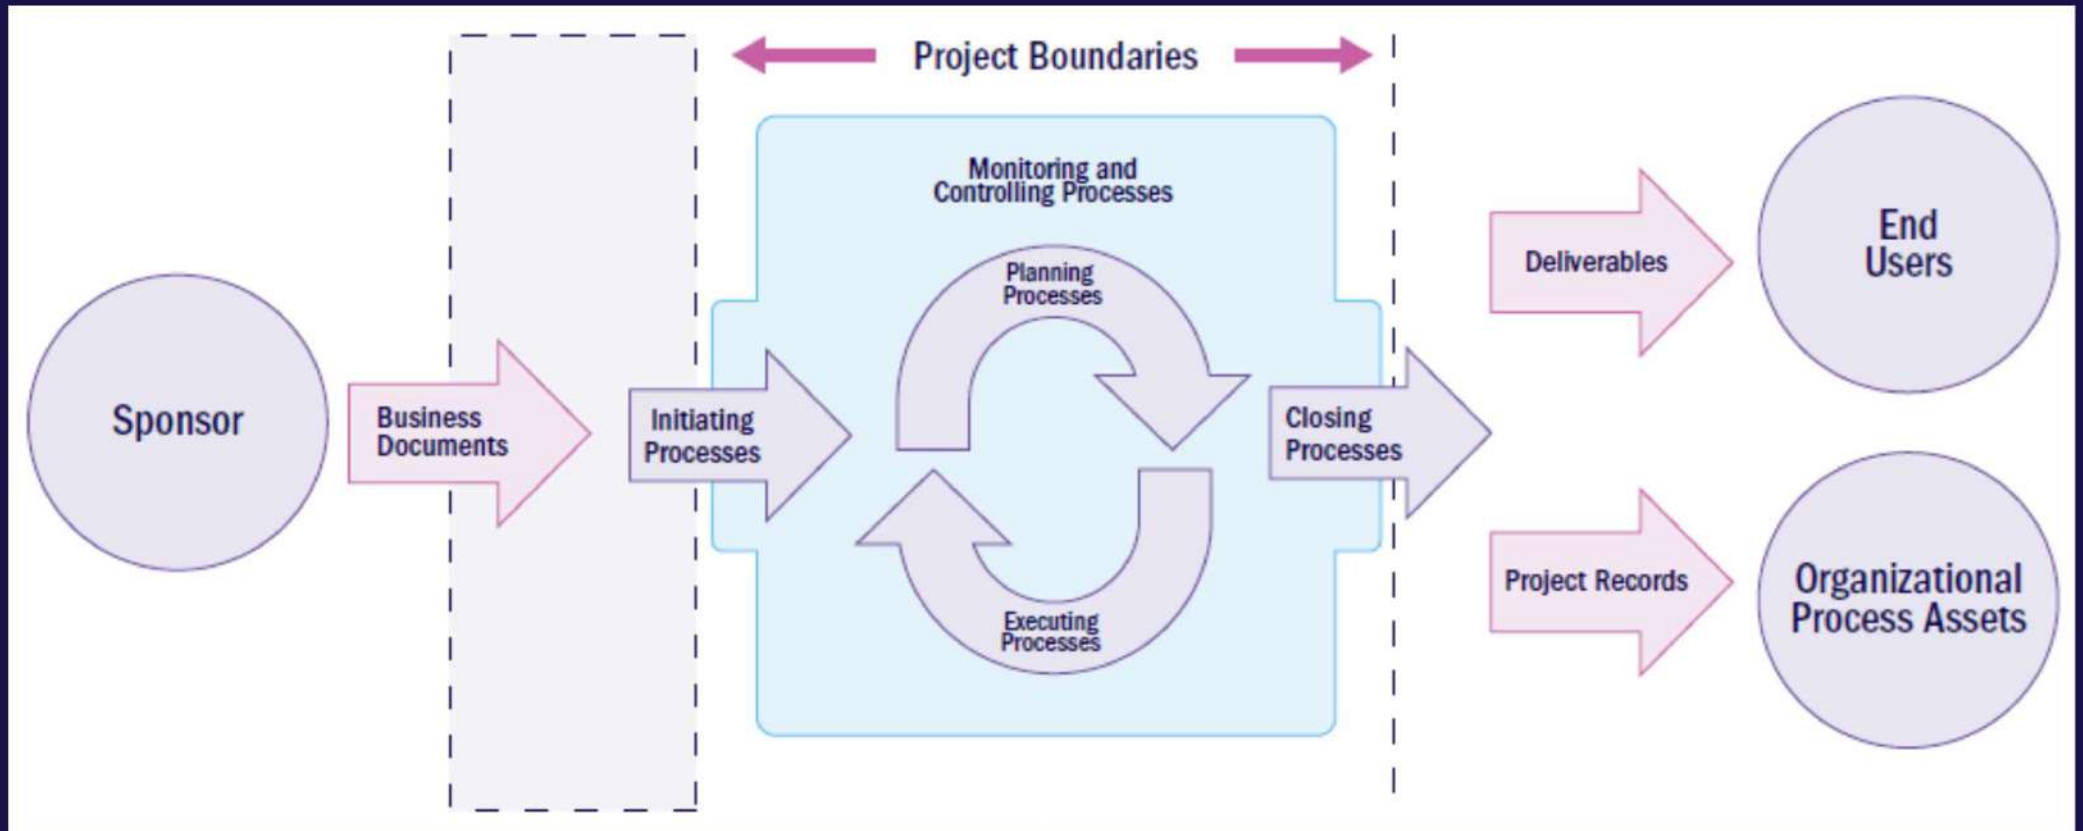 Project Boundaries
Monitoring and
Controlling Processes
Planning
Processes
Sponsor
Business
Documents
Initiating
Processes
Closing
Processes
Executing
Processes
Deliverables
End
Users
Project Records
Organizational
Process Assets